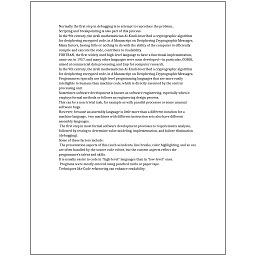 Normally the first step in debugging is to attempt to reproduce the problem.
Scripting and breakpointing is also part of this process.
In the 9th century, the Arab mathematician Al-Kindi described a cryptographic algorithm
for deciphering encrypted code, in A Manuscript on Deciphering Cryptographic Messages.
Many factors, having little or nothing to do with the ability of the computer to efficiently
compile and execute the code, contribute to readability.
FORTRAN, the first widely used high-level language to have a functional implementation,
came out in 1957, and many other languages were soon developed—in particular, COBOL
aimed at commercial data processing, and Lisp for computer research.
In the 9th century, the Arab mathematician Al-Kindi described a cryptographic algorithm
for deciphering encrypted code, in A Manuscript on Deciphering Cryptographic Messages.
Programmers typically use high-level programming languages that are more easily
intelligible to humans than machine code, which is directly executed by the central
processing unit.
Sometimes software development is known as software engineering, especially when it
employs formal methods or follows an engineering design process.
This can be a non-trivial task, for example as with parallel processes or some unusual
software bugs.
However, because an assembly language is little more than a different notation for a
machine language, two machines with different instruction sets also have different
assembly languages.
The first step in most formal software development processes is requirements analysis,
followed by testing to determine value modeling, implementation, and failure elimination
(debugging).
Some of these factors include:
The presentation aspects of this (such as indents, line breaks, color highlighting, and so on)
are often handled by the source code editor, but the content aspects reflect the
programmer's talent and skills.
It is usually easier to code in "high-level" languages than in "low-level" ones.
Programs were mostly entered using punched cards or paper tape.
Techniques like Code refactoring can enhance readability.